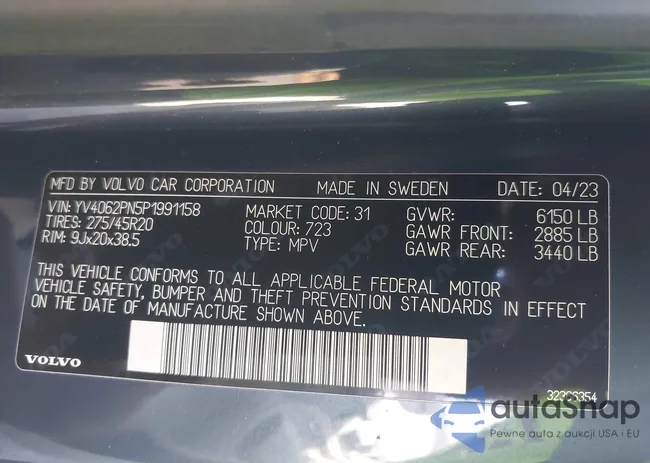 MFD BY VOLVO CAR CORPORATION MADE IN SWEDEN DATE: 04/23
VIN: YV4062PN5P1991158 MARKET CODE: 31 GVWR: 6150 LB
TIRES: 275/45R20 COLOUR: 723 GAWR FRONT: 2885 LB
RIM: 9Jx20x38.5 TYPE: MPV GAWR REAR: 3440 LB
THIS VEHICLE CONFORMS TO ALL APPLICABLE FEDERAL MOTOR
VEHICLE SAFETY, BUMPER AND THEFT PREVENTION STANDARDS IN EFFECT
ON THE DATE OF MANUFACTURE SHOWN ABOVE.
VOLVO
autoSnap
Pewne auta z aukcji USA i EU